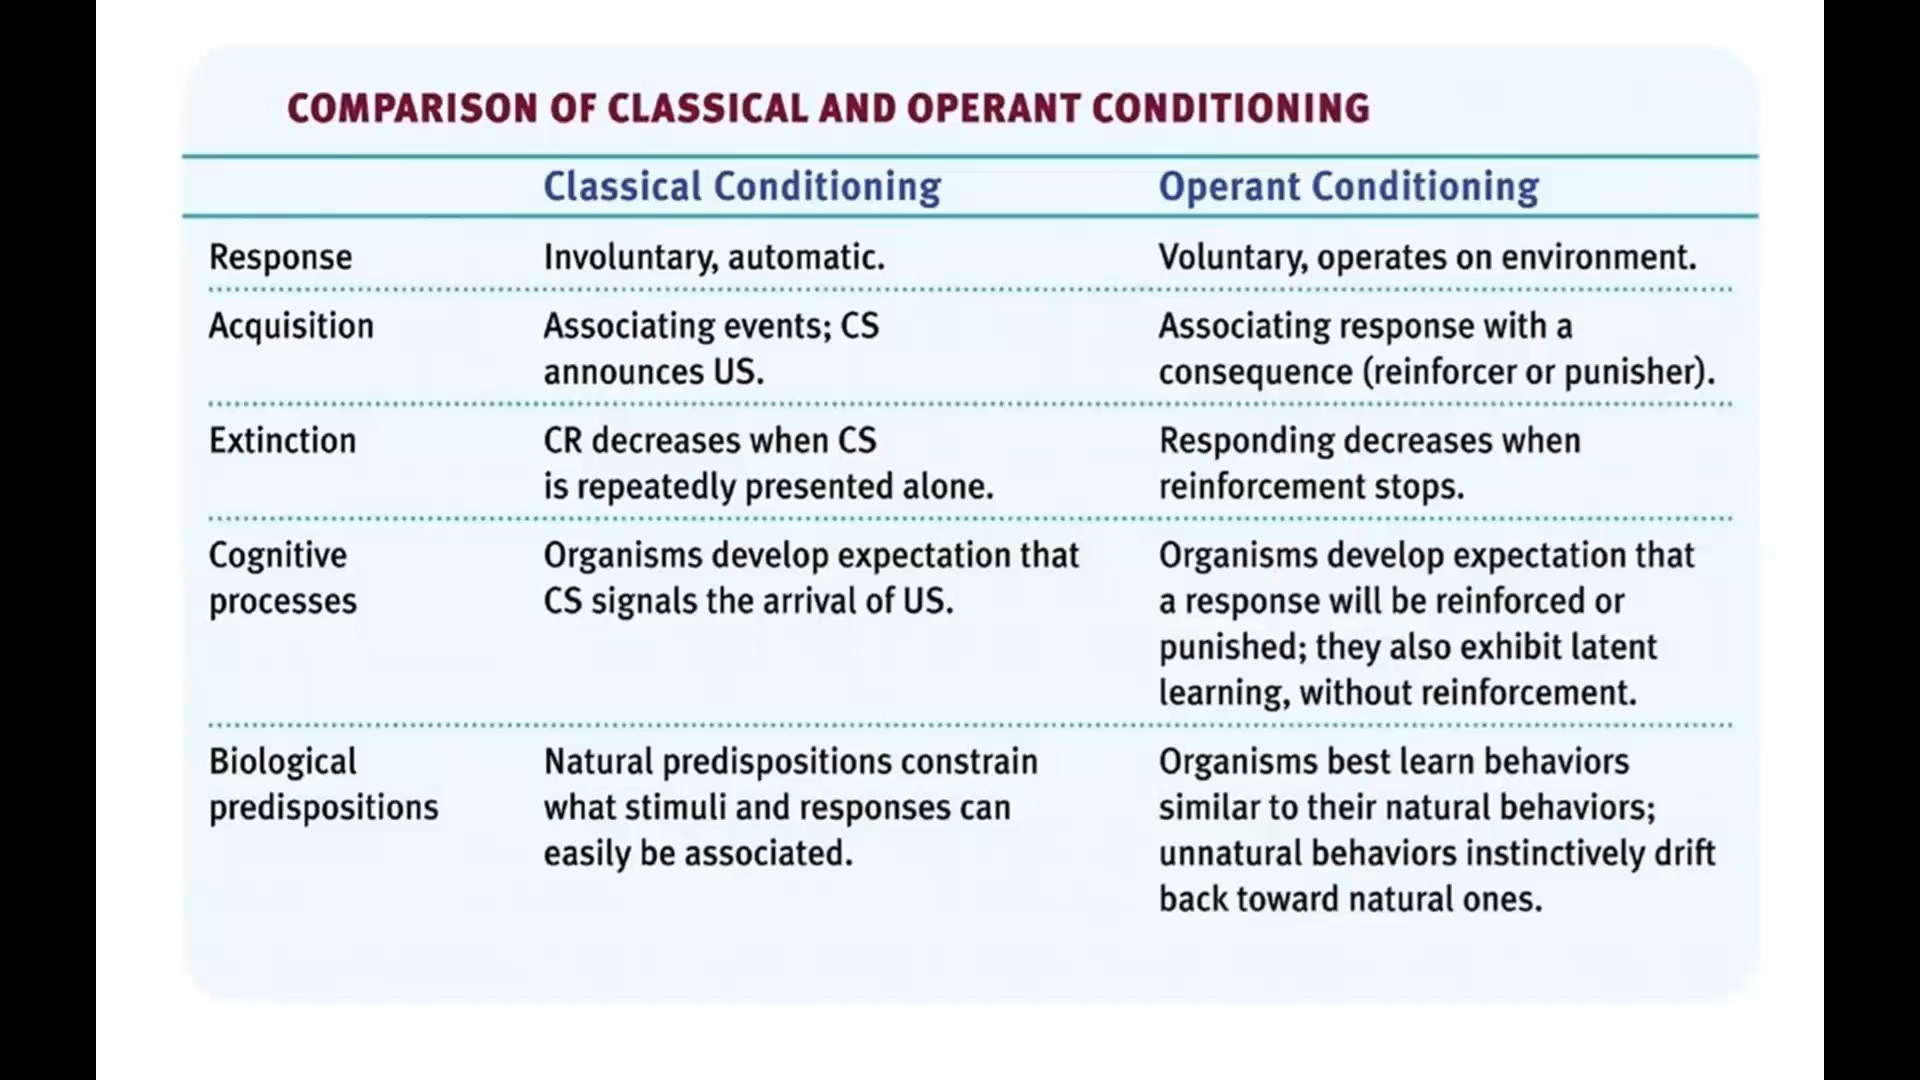 COMPARISON OF CLASSICAL AND OPERANT CONDITIONING
Classical Conditioning Operant Conditioning
Response Involuntary, automatic. Voluntary, operates on environment.
Acquisition Associating events; CS Associating response with a
announces US. consequence (reinforcer or punisher).
Extinction CR decreases when CS Responding decreases when
is repeatedly presented alone. reinforcement stops.
Cognitive Organisms develop expectation that Organisms develop expectation that
processes CS signals the arrival of US. a response will be reinforced or
punished; they also exhibit latent
learning, without reinforcement.
Biological Natural predispositions constrain Organisms best learn behaviors
predispositions what stimuli and responses can similar to their natural behaviors;
easily be associated. unnatural behaviors instinctively drift
back toward natural ones.